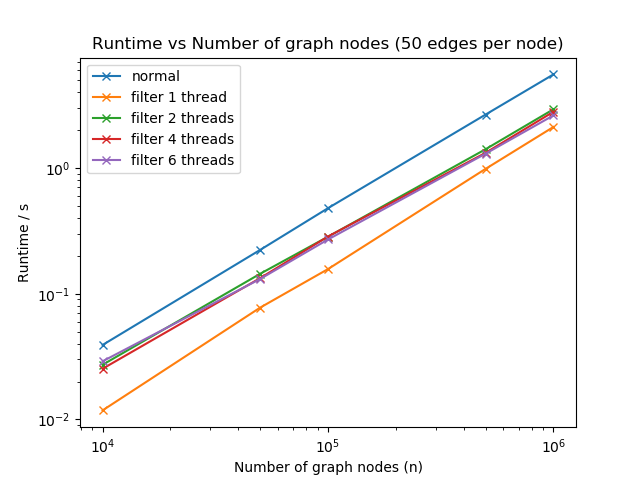 Runtime vs Number of graph nodes (50 edges per node)
normal
filter 1 thread
filter 2 threads
filter 4 threads
filter 6 threads
10⁰
10⁻¹
10⁻²
Runtime / s
10⁴ 10⁵ 10⁶
Number of graph nodes (n)